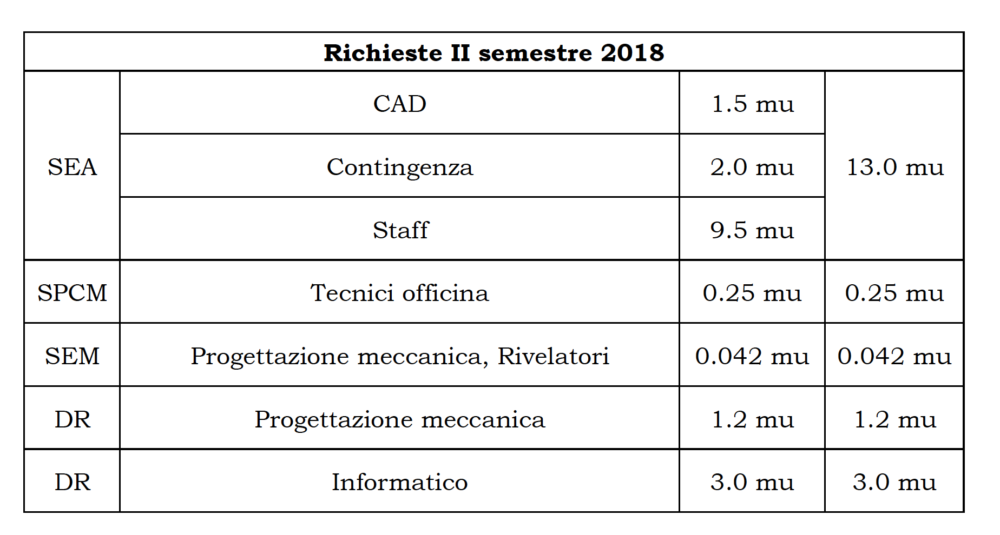 Richieste II semestre 2018
CAD 1.5 mu
SEA Contingenza 2.0 mu 13.0 mu
Staff 9.5 mu
SPCM Tecnici officina 0.25 mu 0.25 mu
SEM Progettazione meccanica, Rivelatori 0.042 mu 0.042 mu
DR Progettazione meccanica 1.2 mu 1.2 mu
DR Informatico 3.0 mu 3.0 mu